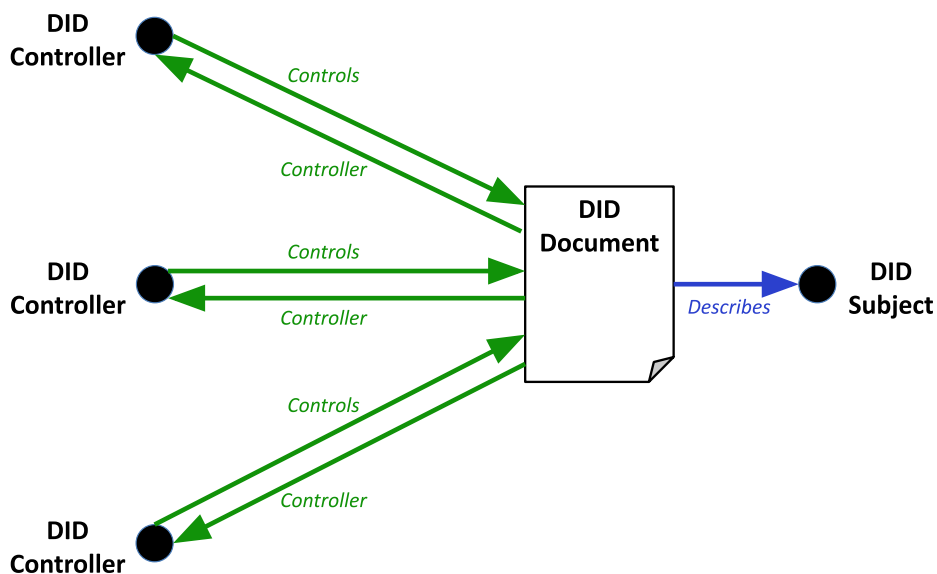 DID
Controller
Controls
Controller
DID
Document
DID
Controller
Controls
Controller
Describes
DID
Subject
Controls
Controller
DID
Controller